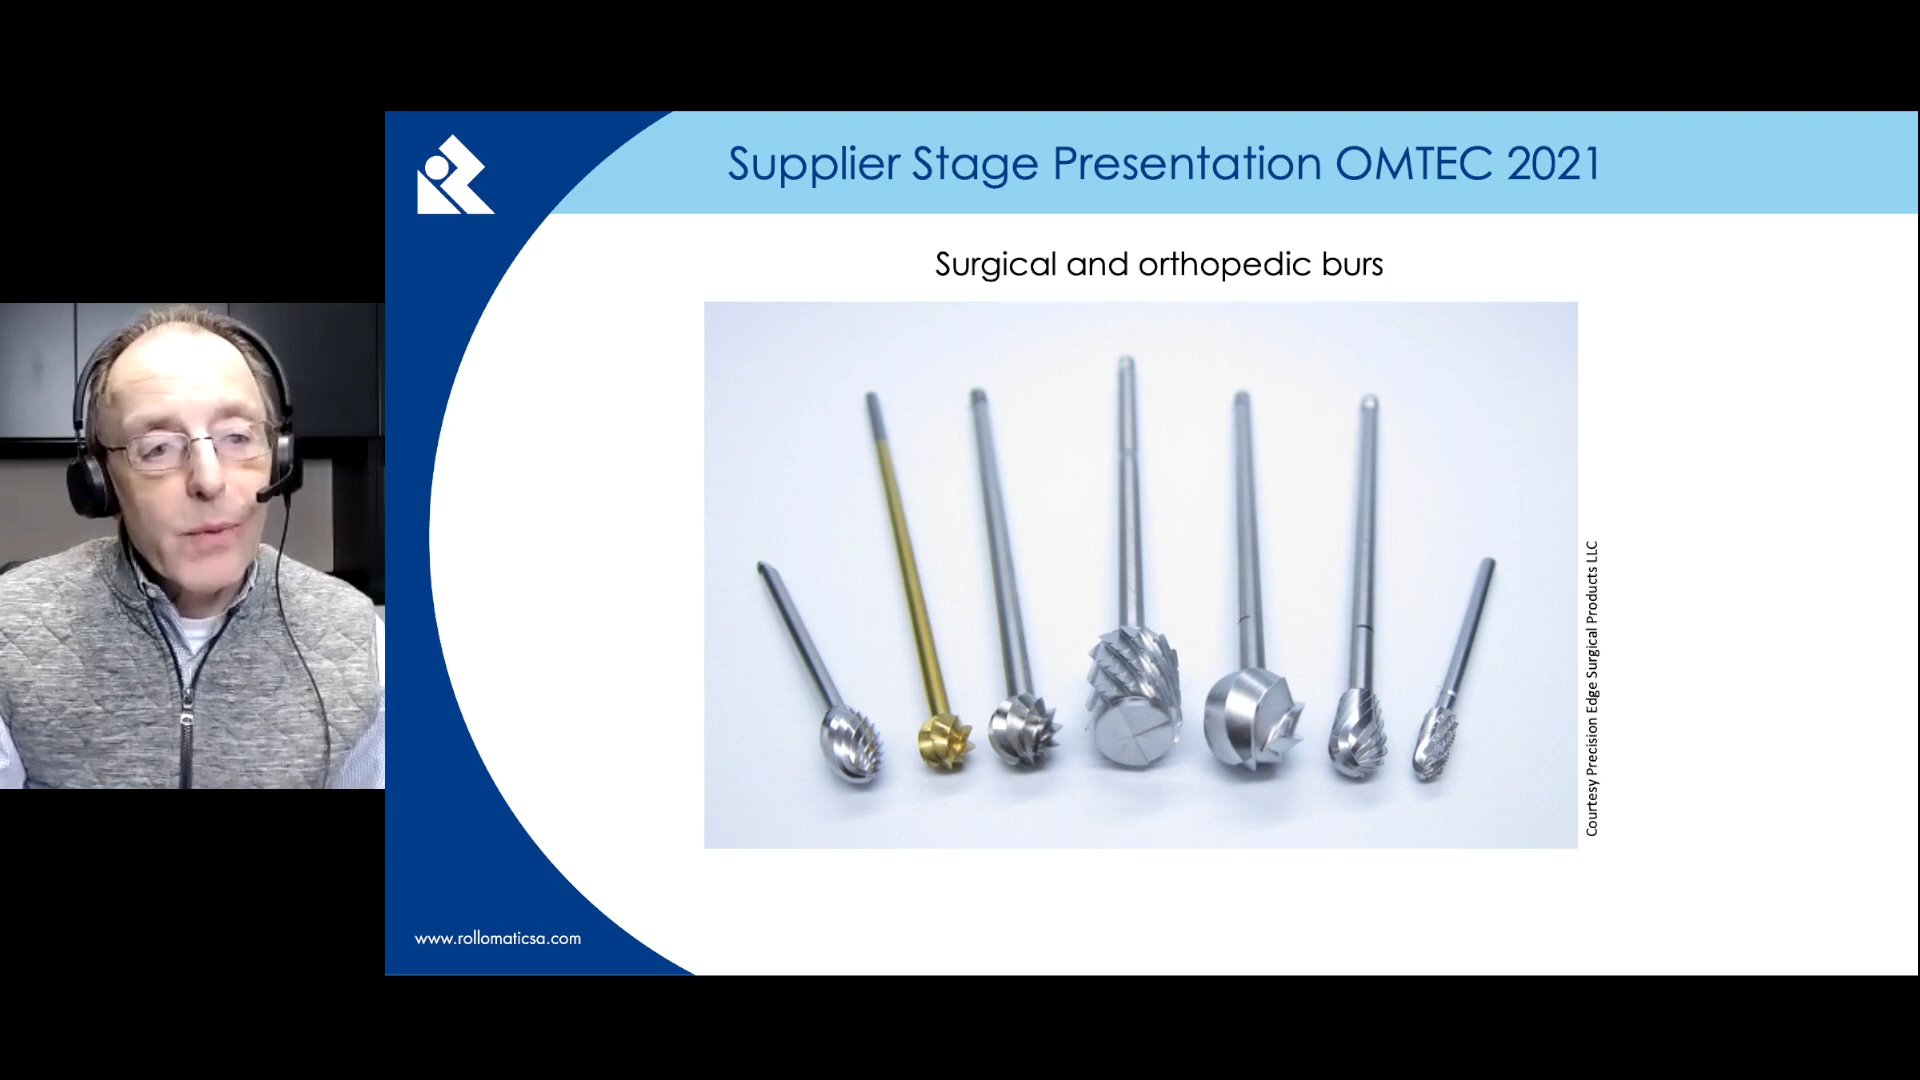 Supplier Stage Presentation OMTEC 2021
Surgical and orthopedic burs
Courtesy Precision Edge Surgical Products LLC
www.rollomaticsa.com